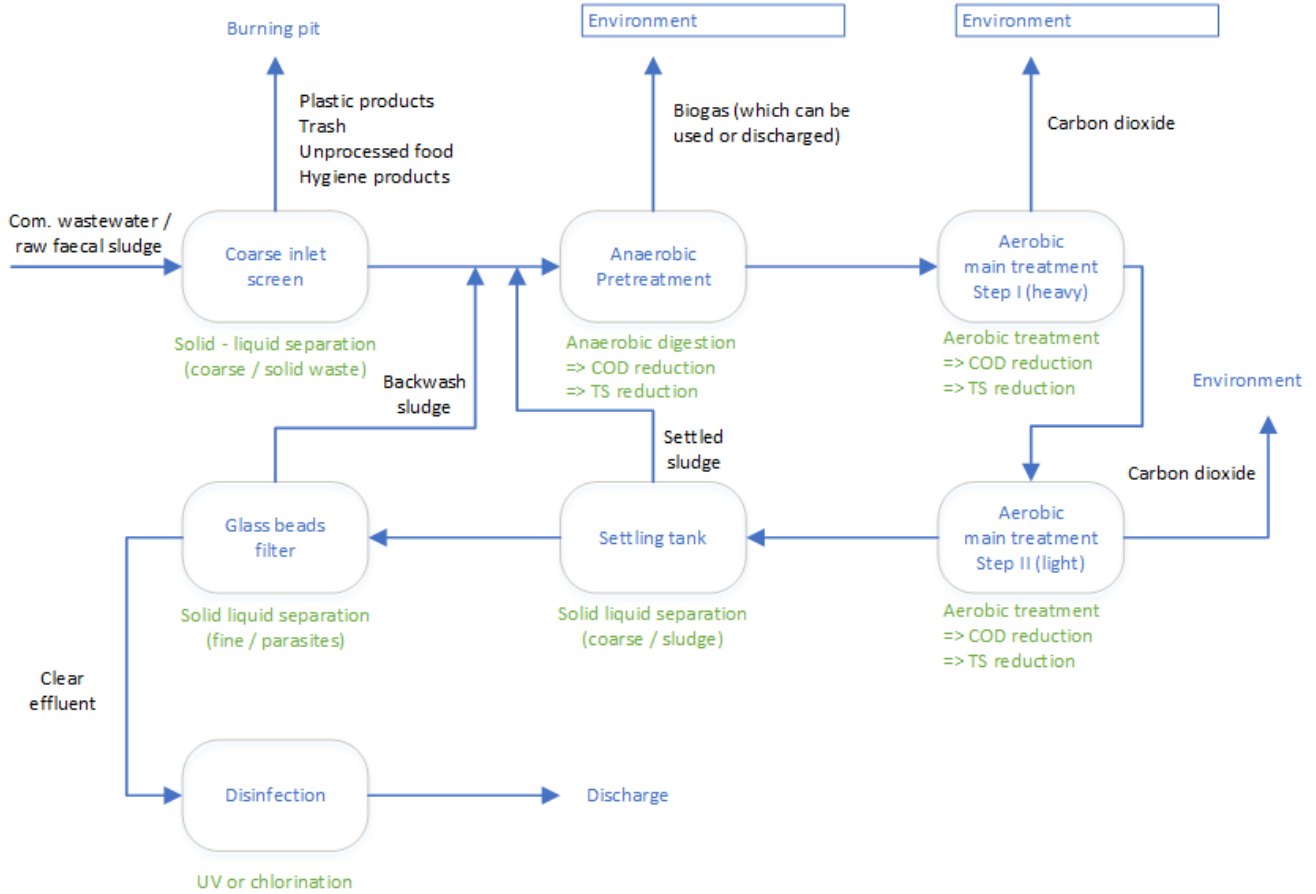 Burning pit
Environment
Environment
Plastic products
Trash
Unprocessed food
Hygiene products
Biogas (which can be
used or discharged)
Carbon dioxide
Com. wastewater /
raw faecal sludge
Coarse inlet
screen
Anaerobic
Pretreatment
Aerobic
main treatment
Step I (heavy)
Solid - liquid separation
(coarse / solid waste)
Anaerobic digestion
=> COD reduction
=> TS reduction
Aerobic treatment
=> COD reduction
=> TS reduction
Backwash
sludge
Settled
sludge
Environment
Carbon dioxide
Glass beads
filter
Settling tank
Aerobic
main treatment
Step II (light)
Solid liquid separation
(fine / parasites)
Solid liquid separation
(coarse / sludge)
Aerobic treatment
=> COD reduction
=> TS reduction
Clear
effluent
Disinfection
Discharge
UV or chlorination